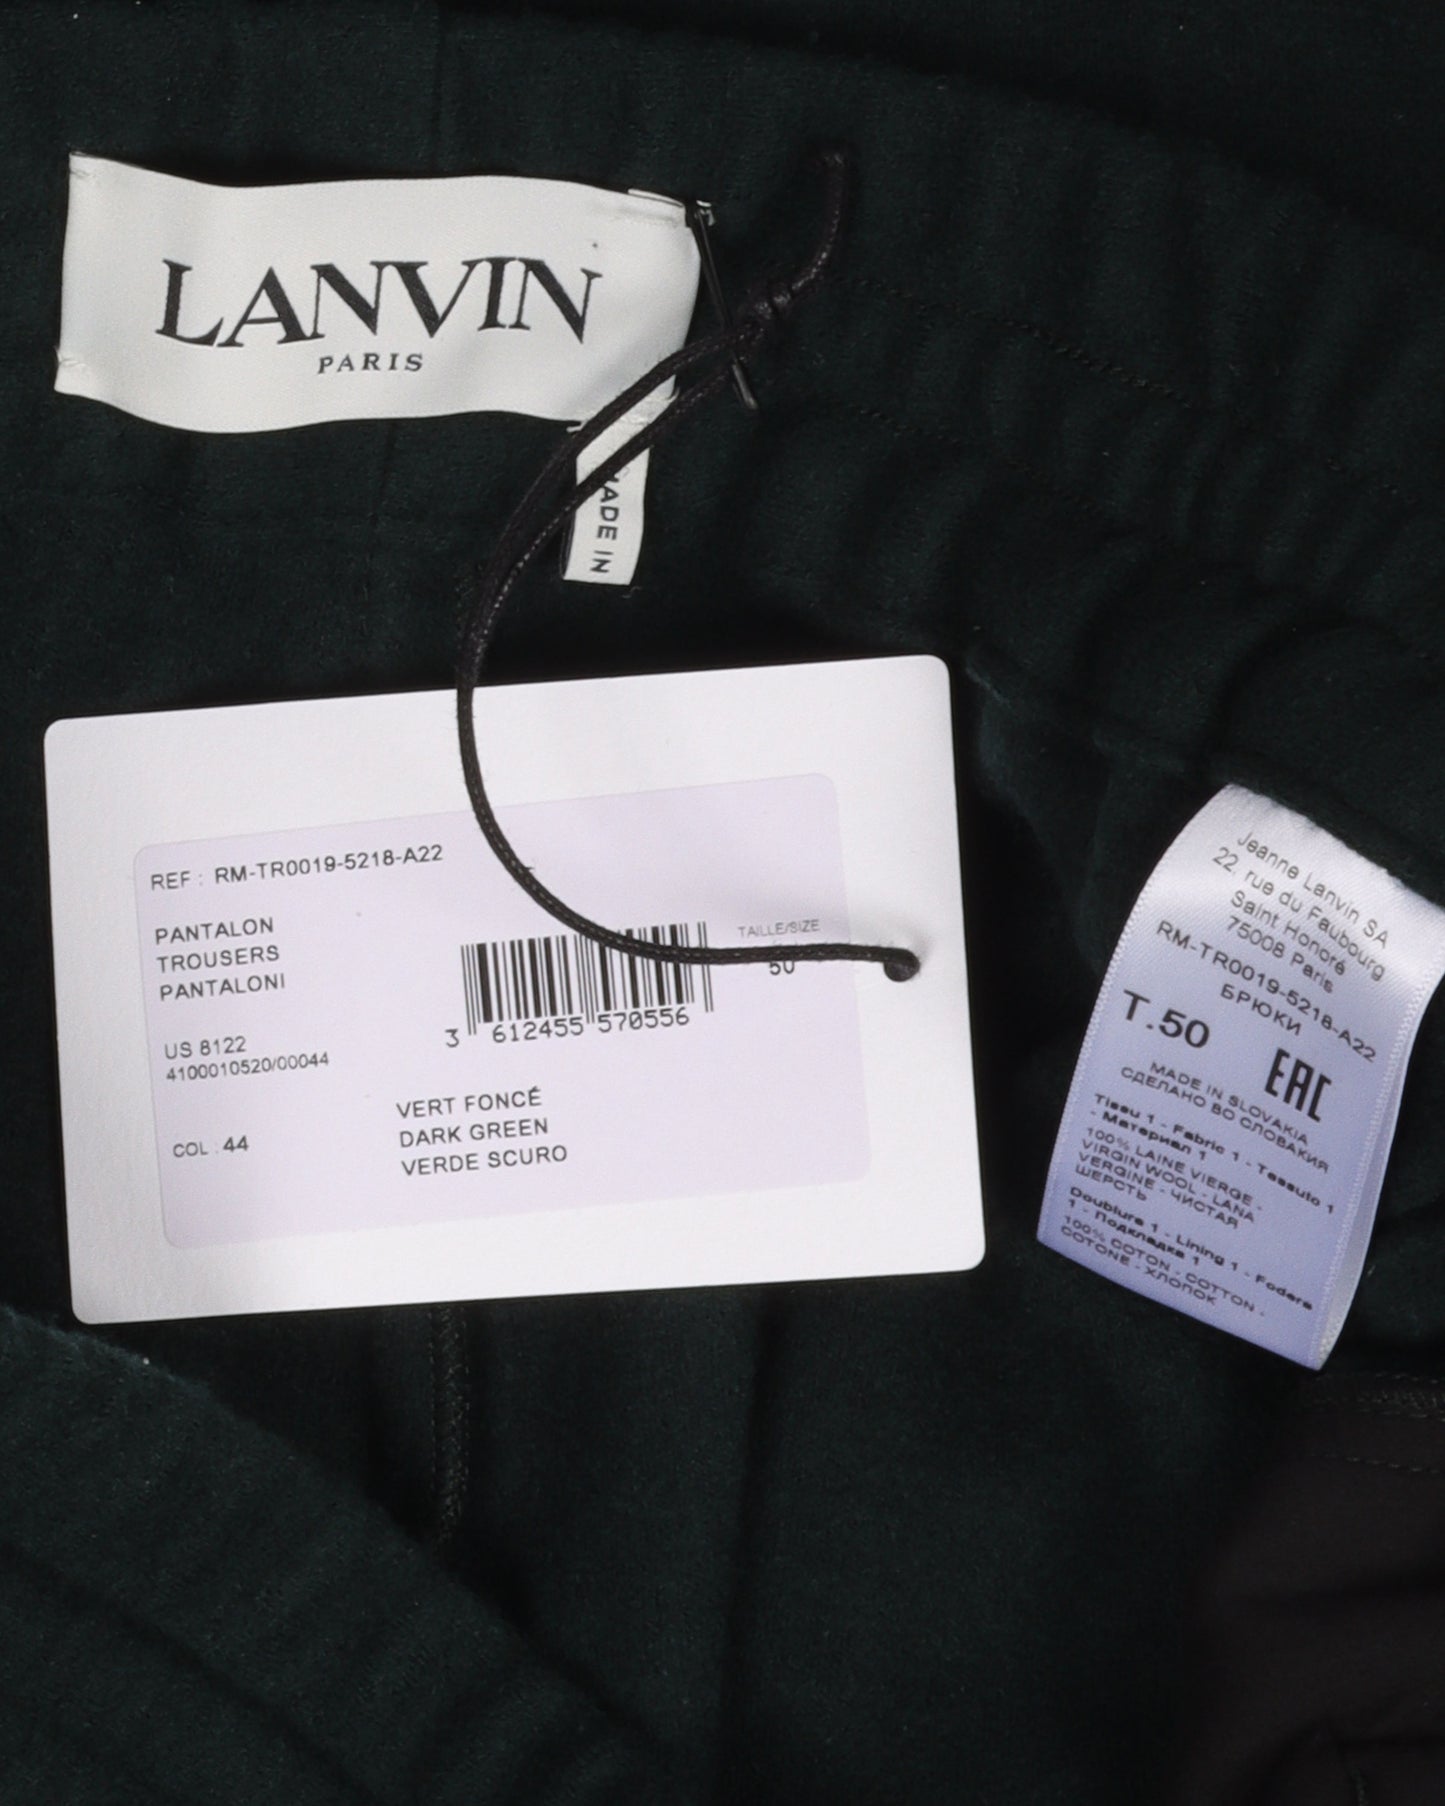 LANVIN
PARIS
MADE IN
REF : RM-TR0019-5218-A22
PANTALON
TROUSERS
PANTALONI
US 8122
4100010520/00044
COL : 44
3 612455 570556
TAILLE/SIZE
50
VERT FONCÉ
DARK GREEN
VERDE SCURO
Jeanne Lanvin SA
22, rue du Faubourg
Saint Honoré
75008 Paris
RM-TR0019-5218-A22
БРЮКИ
T.50
EAC
MADE IN SLOVAKIA
СДЕЛАНО ВО СЛОВАКИЯ
Tissu 1 - Fabric 1 - Tessuto 1
- Материал 1
100% LAINE VIERGE -
VIRGIN WOOL - LANA
VERGINE - ЧИСТАЯ
ШЕРСТЬ
Doublure 1 - Lining 1 - Fodera
1 - Подкладка 1
100% COTON - COTTON -
COTONE - ХЛОПОК